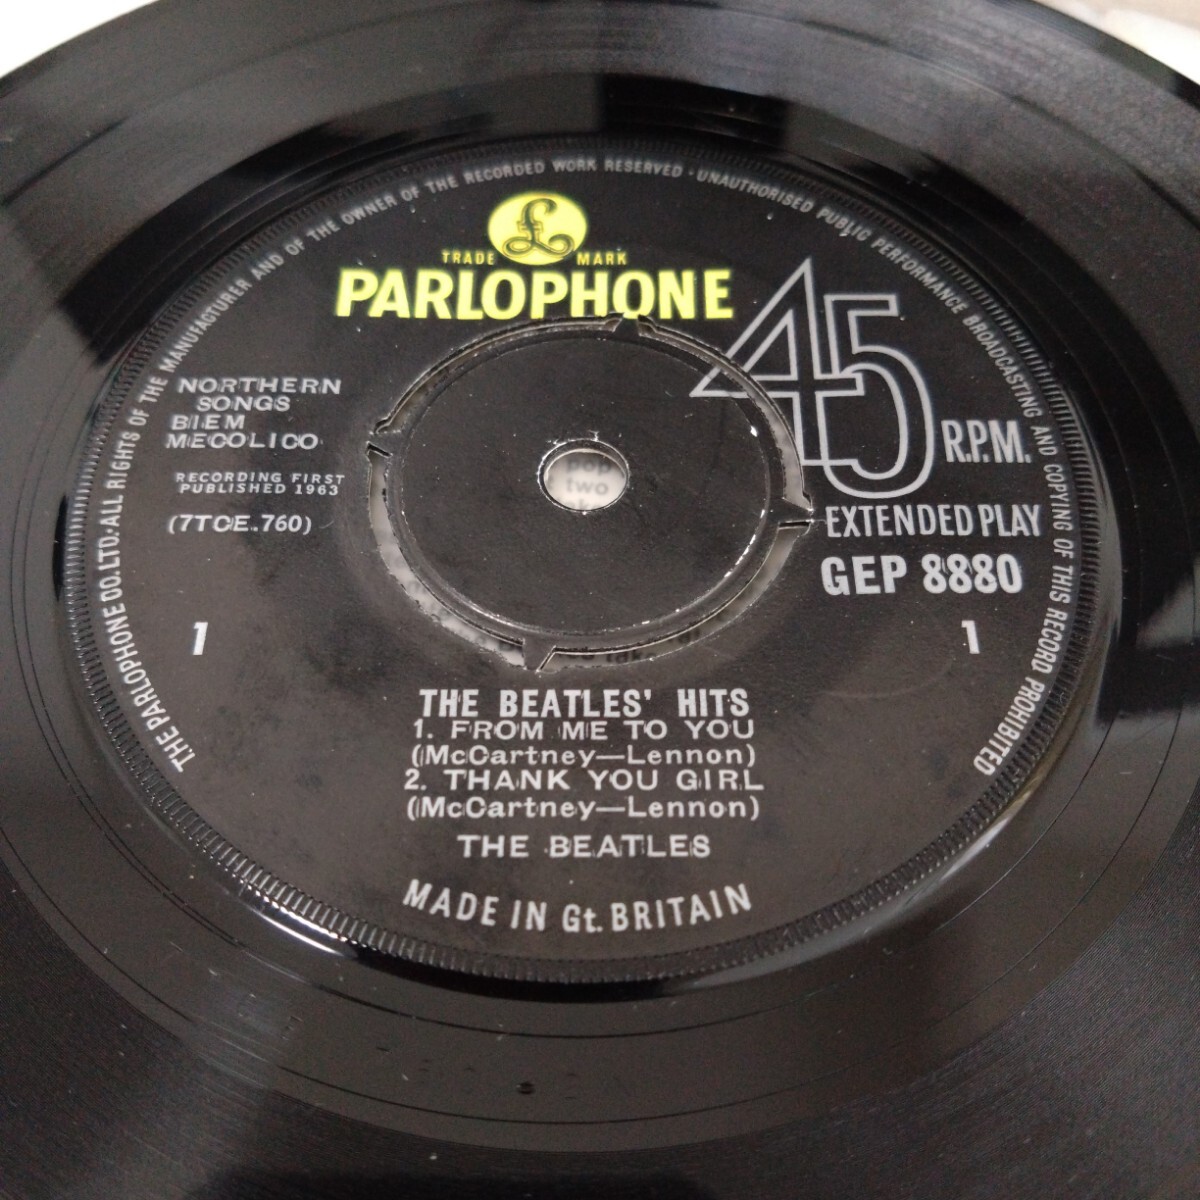 THE PARLOPHONE CO. LTD. · ALL RIGHTS OF THE MANUFACTURER AND OF THE OWNER OF THE RECORDED WORK RESERVED · UNAUTHORISED PUBLIC PERFORMANCE BROADCASTING AND COPYING OF THIS RECORD PROHIBITED
£
TRADE MARK
PARLOPHONE
45
R.P.M.
EXTENDED PLAY
GEP 8880
NORTHERN
SONGS
BIEM
MECOLICO
RECORDING FIRST
PUBLISHED 1963
(7TCE.760)
pop
two
1 1
THE BEATLES' HITS
1. FROM ME TO YOU
(McCartney—Lennon)
2. THANK YOU GIRL
(McCartney—Lennon)
THE BEATLES
MADE IN Gt. BRITAIN